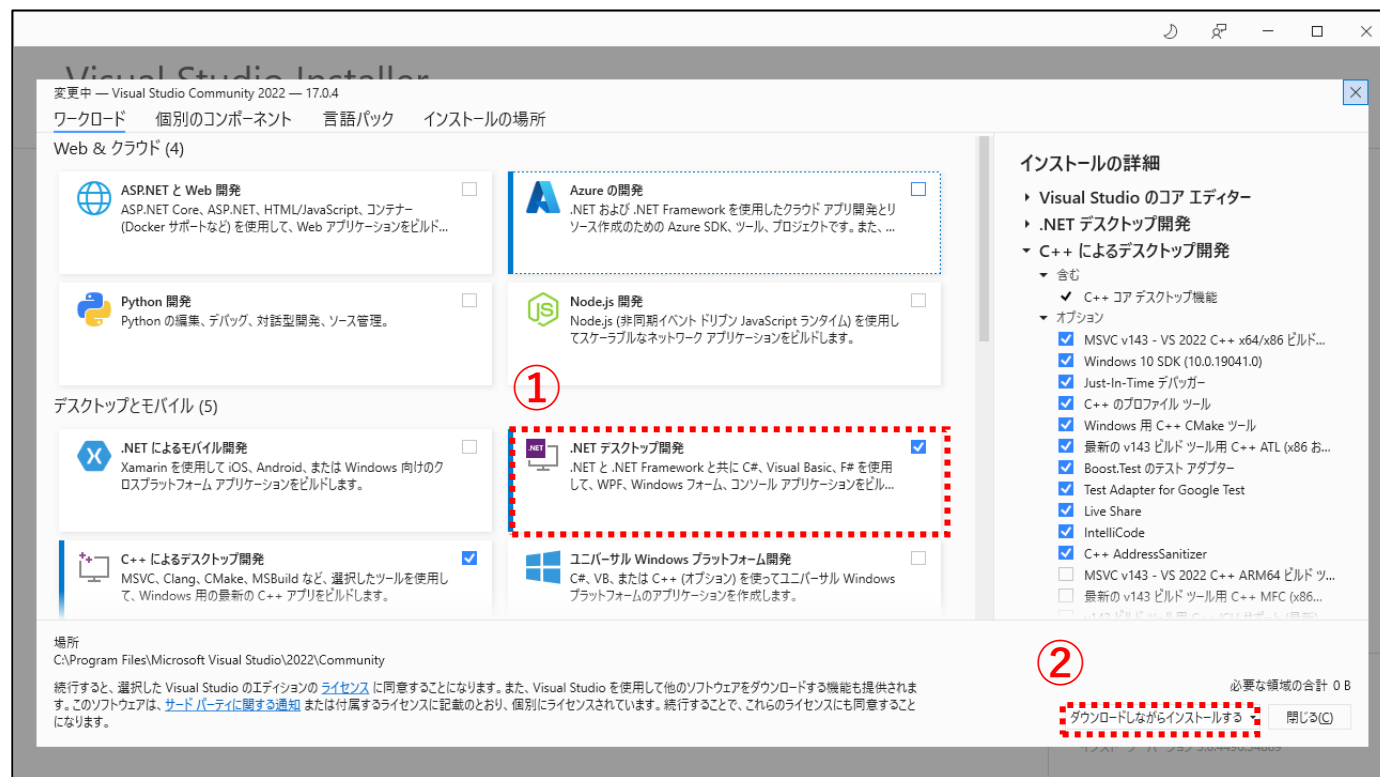 Visual Studio Installer
変更中 — Visual Studio Community 2022 — 17.0.4
ワークロード 個別のコンポーネント 言語パック インストールの場所
Web & クラウド (4)
ASP.NET と Web 開発
ASP.NET Core、ASP.NET、HTML/JavaScript、コンテナー
(Docker サポートなど) を使用して、Web アプリケーションをビルド...
Azure の開発
.NET および .NET Framework を使用したクラウド アプリ開発とリ
ソース作成のための Azure SDK、ツール、プロジェクトです。また、...
Python 開発
Python の編集、デバッグ、対話型開発、ソース管理。
Node.js 開発
Node.js (非同期イベント ドリブン JavaScript ランタイム) を使用し
てスケーラブルなネットワーク アプリケーションをビルドします。
①
デスクトップとモバイル (5)
.NET によるモバイル開発
Xamarin を使用して iOS、Android、または Windows 向けのク
ロスプラットフォーム アプリケーションをビルドします。
.NET
.NET デスクトップ開発
.NET と .NET Framework と共に C#、Visual Basic、F# を使用
して、WPF、Windows フォーム、コンソール アプリケーションをビル...
C++ によるデスクトップ開発
MSVC、Clang、CMake、MSBuild など、選択したツールを使用し
て、Windows 用の最新の C++ アプリをビルドします。
ユニバーサル Windows プラットフォーム開発
C#、VB、または C++ (オプション) を使ってユニバーサル Windows
プラットフォームのアプリケーションを作成します。
インストールの詳細
Visual Studio のコア エディター
.NET デスクトップ開発
C++ によるデスクトップ開発
含む
C++ コア デスクトップ機能
オプション
MSVC v143 - VS 2022 C++ x64/x86 ビルド...
Windows 10 SDK (10.0.19041.0)
Just-In-Time デバッガー
C++ のプロファイル ツール
Windows 用 C++ CMake ツール
最新の v143 ビルド ツール用 C++ ATL (x86 お...
Boost.Test のテスト アダプター
Test Adapter for Google Test
Live Share
IntelliCode
C++ AddressSanitizer
MSVC v143 - VS 2022 C++ ARM64 ビルド ツ...
最新の v143 ビルド ツール用 C++ MFC (x86...
v143 ビルド ツール用 C++/CLI サポート (最新)
場所
C:\Program Files\Microsoft Visual Studio\2022\Community
続行すると、選択した Visual Studio のエディションの ライセンス に同意することになります。また、Visual Studio を使用して他のソフトウェアをダウンロードする機能も提供されま
す。このソフトウェアは、サード パーティに関する通知 または付属するライセンスに記載のとおり、個別にライセンスされています。続行することで、これらのライセンスにも同意すること
になります。
②
必要な領域の合計 0 B
ダウンロードしながらインストールする 閉じる(C)